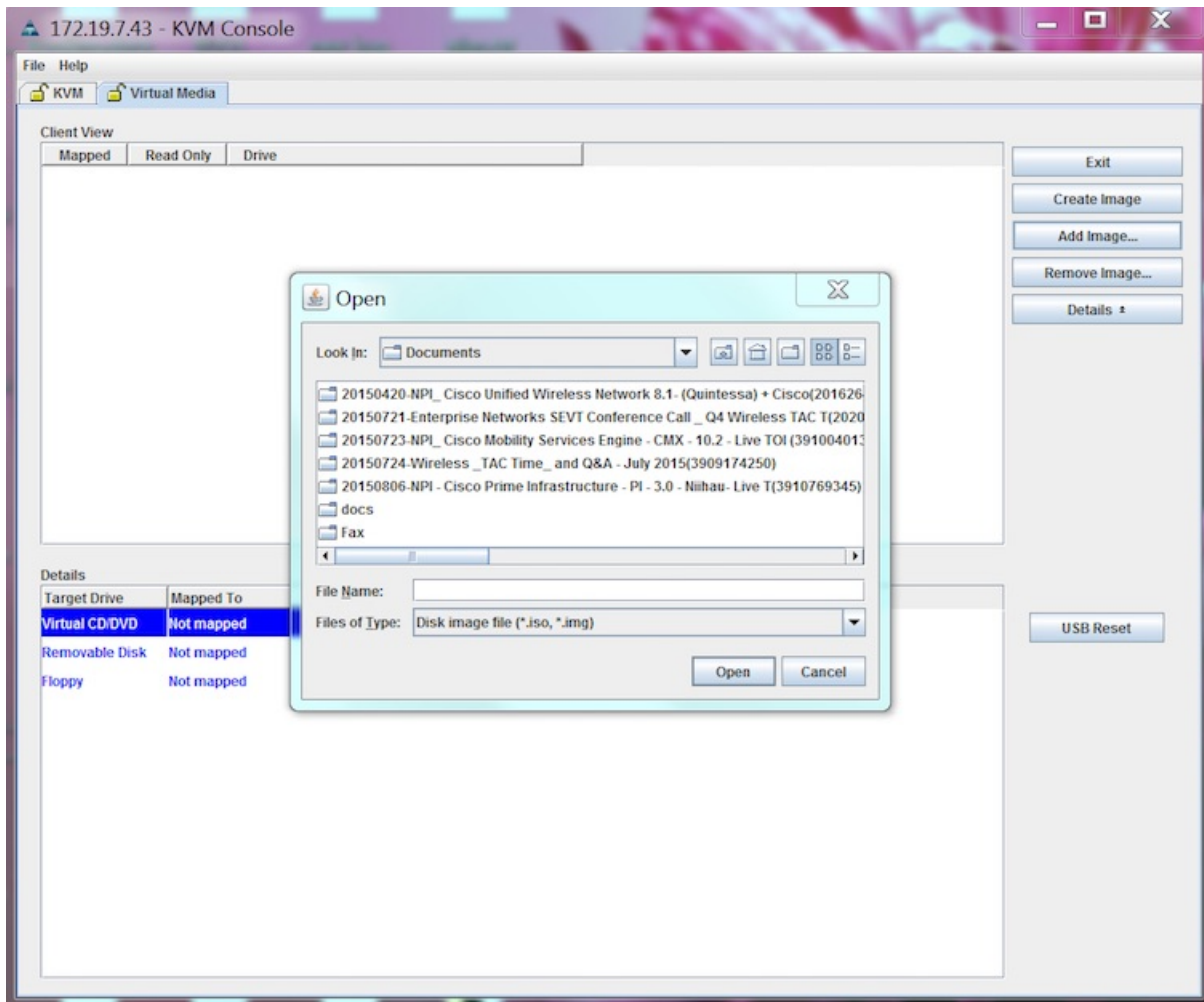 172.19.7.43 - KVM Console
File Help
KVM Virtual Media
Client View
Mapped Read Only Drive
Exit
Create Image
Add Image...
Remove Image...
Details
Open
Look In: Documents
20150420-NPI_ Cisco Unified Wireless Network 8.1- (Quintessa) + Cisco(201626
20150721-Enterprise Networks SEVT Conference Call _ Q4 Wireless TAC T(2020
20150723-NPI_ Cisco Mobility Services Engine - CMX - 10.2 - Live TOI (391004013
20150724-Wireless _TAC Time_ and Q&A - July 2015(3909174250)
20150806-NPI - Cisco Prime Infrastructure - PI - 3.0 - Niihau- Live T(3910769345)
docs
Fax
File Name:
Files of Type: Disk image file (*.iso, *.img)
Open Cancel
Details
Target Drive Mapped To
Virtual CD/DVD Not mapped
Removable Disk Not mapped
Floppy Not mapped
USB Reset